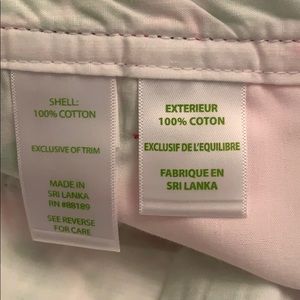 SHELL:
100% COTTON
EXCLUSIVE OF TRIM
MADE IN
SRI LANKA
RN #88189
SEE REVERSE
FOR CARE
EXTERIEUR
100% COTON
EXCLUSIF DE L'EQUILIBRE
FABRIQUE EN
SRI LANKA